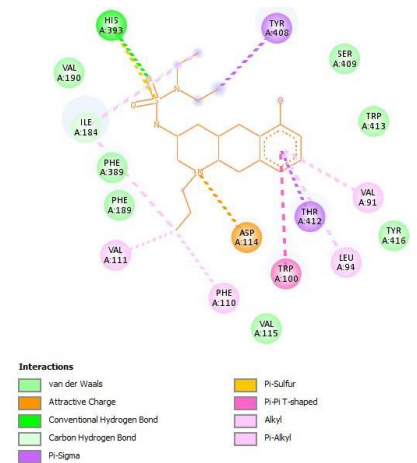 HIS
A:393
TYR
A:408
VAL
A:190
SER
A:409
ILE
A:184
TRP
A:413
PHE
A:389
PHE
A:189
VAL
A:91
THR
A:412
ASP
A:114
TYR
A:416
VAL
A:111
LEU
A:94
TRP
A:100
PHE
A:110
VAL
A:115
O
O
S
N
N
NH
Interactions
van der Waals
Attractive Charge
Conventional Hydrogen Bond
Carbon Hydrogen Bond
Pi-Sigma
Pi-Sulfur
Pi-Pi T-shaped
Alkyl
Pi-Alkyl